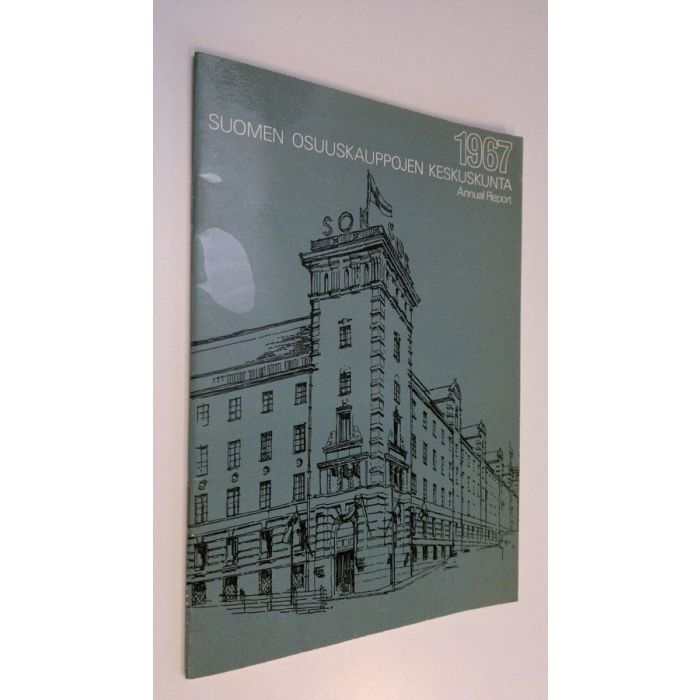 1967
SUOMEN OSUUSKAUPPOJEN KESKUSKUNTA
Annual Report
SOK